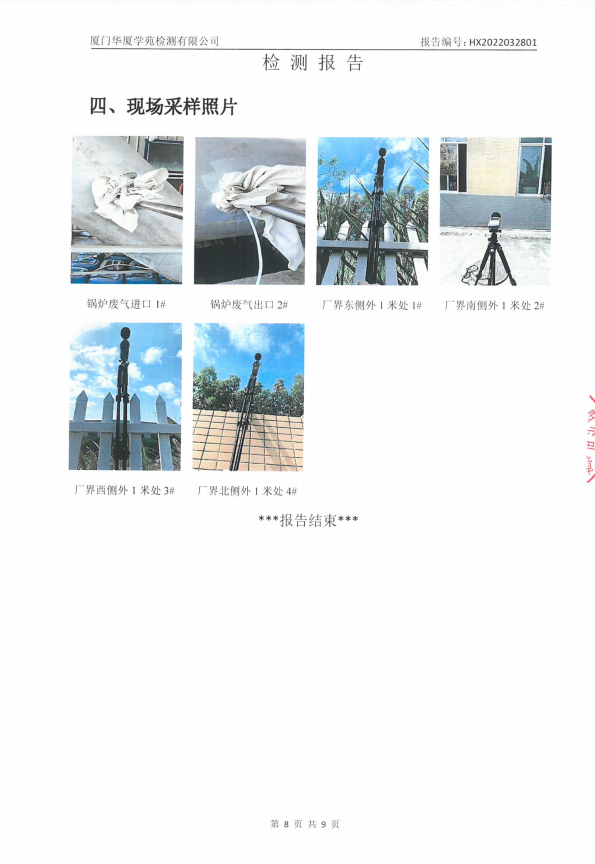 厦门华厦学苑检测有限公司 报告编号：HX2022032801
检 测 报 告
四、现场采样照片
锅炉废气进口 1# 锅炉废气出口 2# 厂界东侧外 1 米处 1# 厂界南侧外 1 米处 2#
厂界西侧外 1 米处 3# 厂界北侧外 1 米处 4#
***报告结束***
第 8 页 共 9 页